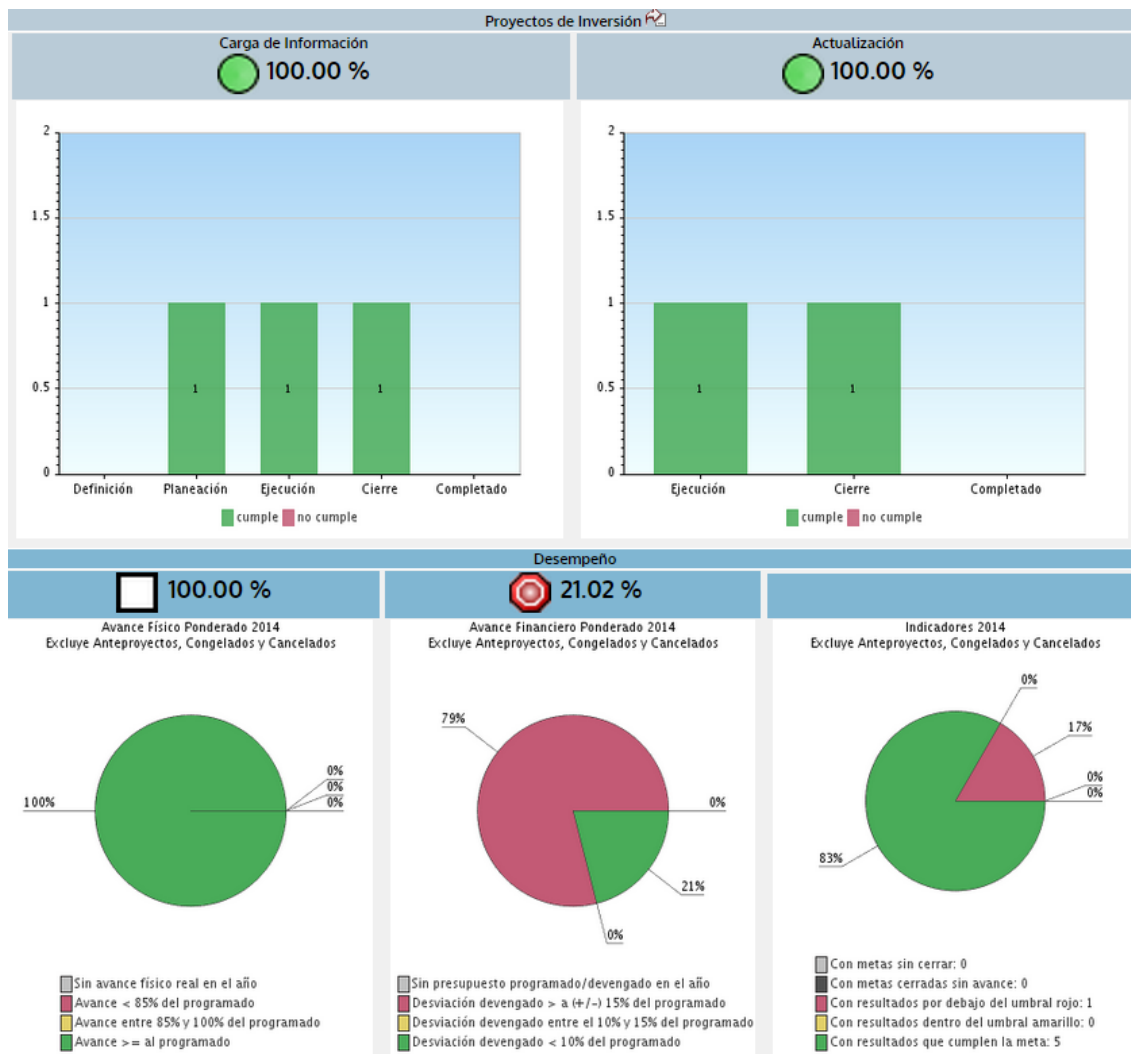 Proyectos de Inversión
Carga de Información
100.00 %
Actualización
100.00 %
2
1.5
1
0.5
0
1
1
1
Definición
Planeación
Ejecución
Cierre
Completado
cumple
no cumple
2
1.5
1
0.5
0
1
1
Ejecución
Cierre
Completado
cumple
no cumple
Desempeño
100.00 %
21.02 %
Avance Físico Ponderado 2014
Excluye Anteproyectos, Congelados y Cancelados
100%
0%
0%
0%
Sin avance físico real en el año
Avance < 85% del programado
Avance entre 85% y 100% del programado
Avance >= al programado
Avance Financiero Ponderado 2014
Excluye Anteproyectos, Congelados y Cancelados
79%
0%
21%
0%
Sin presupuesto programado/devengado en el año
Desviación devengado > a (+/-) 15% del programado
Desviación devengado entre el 10% y 15% del programado
Desviación devengado < 10% del programado
Indicadores 2014
Excluye Anteproyectos, Congelados y Cancelados
0%
17%
0%
0%
83%
Con metas sin cerrar: 0
Con metas cerradas sin avance: 0
Con resultados por debajo del umbral rojo: 1
Con resultados dentro del umbral amarillo: 0
Con resultados que cumplen la meta: 5